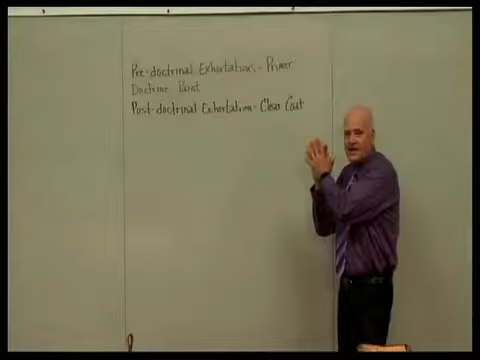 Pre-doctrinal Exhortations - Primer
Doctrine Paint
Post-doctrinal Exhortation - Clear Coat